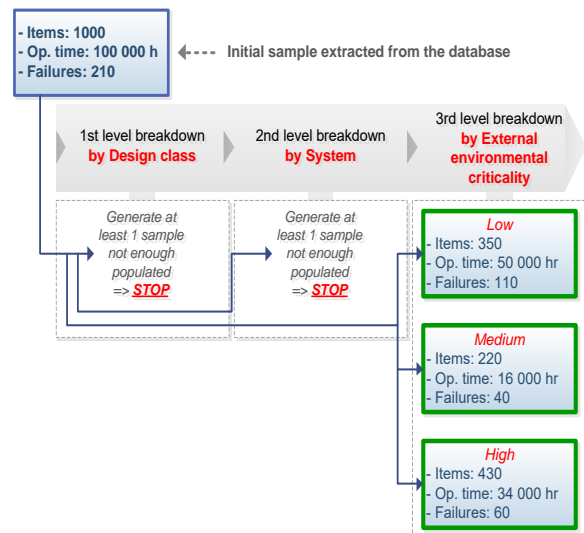 - Items: 1000
- Op. time: 100 000 h
- Failures: 210
Initial sample extracted from the database
1st level breakdown
by Design class
2nd level breakdown
by System
3rd level breakdown
by External
environmental
criticality
Generate at
least 1 sample
not enough
populated
=> STOP
Generate at
least 1 sample
not enough
populated
=> STOP
Low
- Items: 350
- Op. time: 50 000 hr
- Failures: 110
Medium
- Items: 220
- Op. time: 16 000 hr
- Failures: 40
High
- Items: 430
- Op. time: 34 000 hr
- Failures: 60